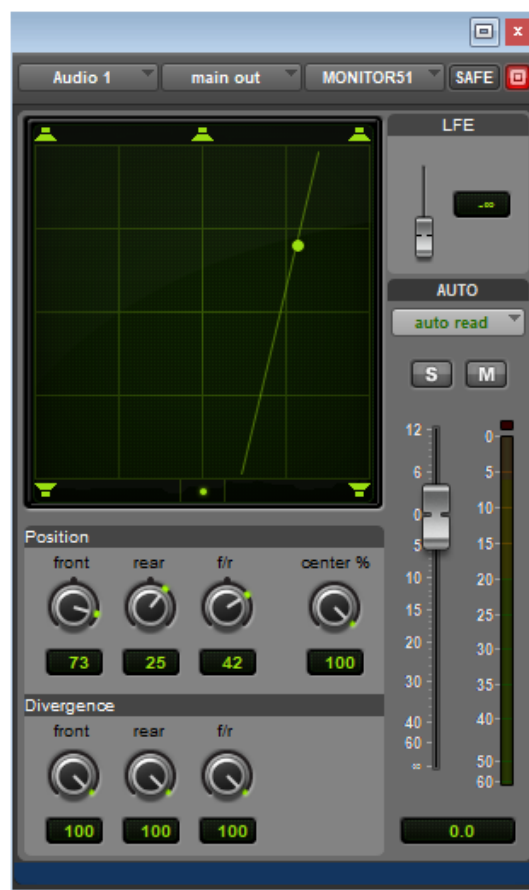 x
Audio 1 main out MONITOR51 SAFE
LFE
-∞
AUTO
auto read
S M
12
6
0
5
10
15
20
30
40
60
∞
0
5
10
15
20
25
30
35
40
50
60
Position
front rear f/r center %
73 25 42 100
Divergence
front rear f/r
100 100 100
0.0